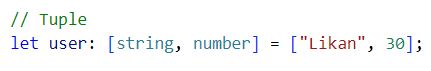 // Tuple
let user: [string, number] = ["Likan", 30];